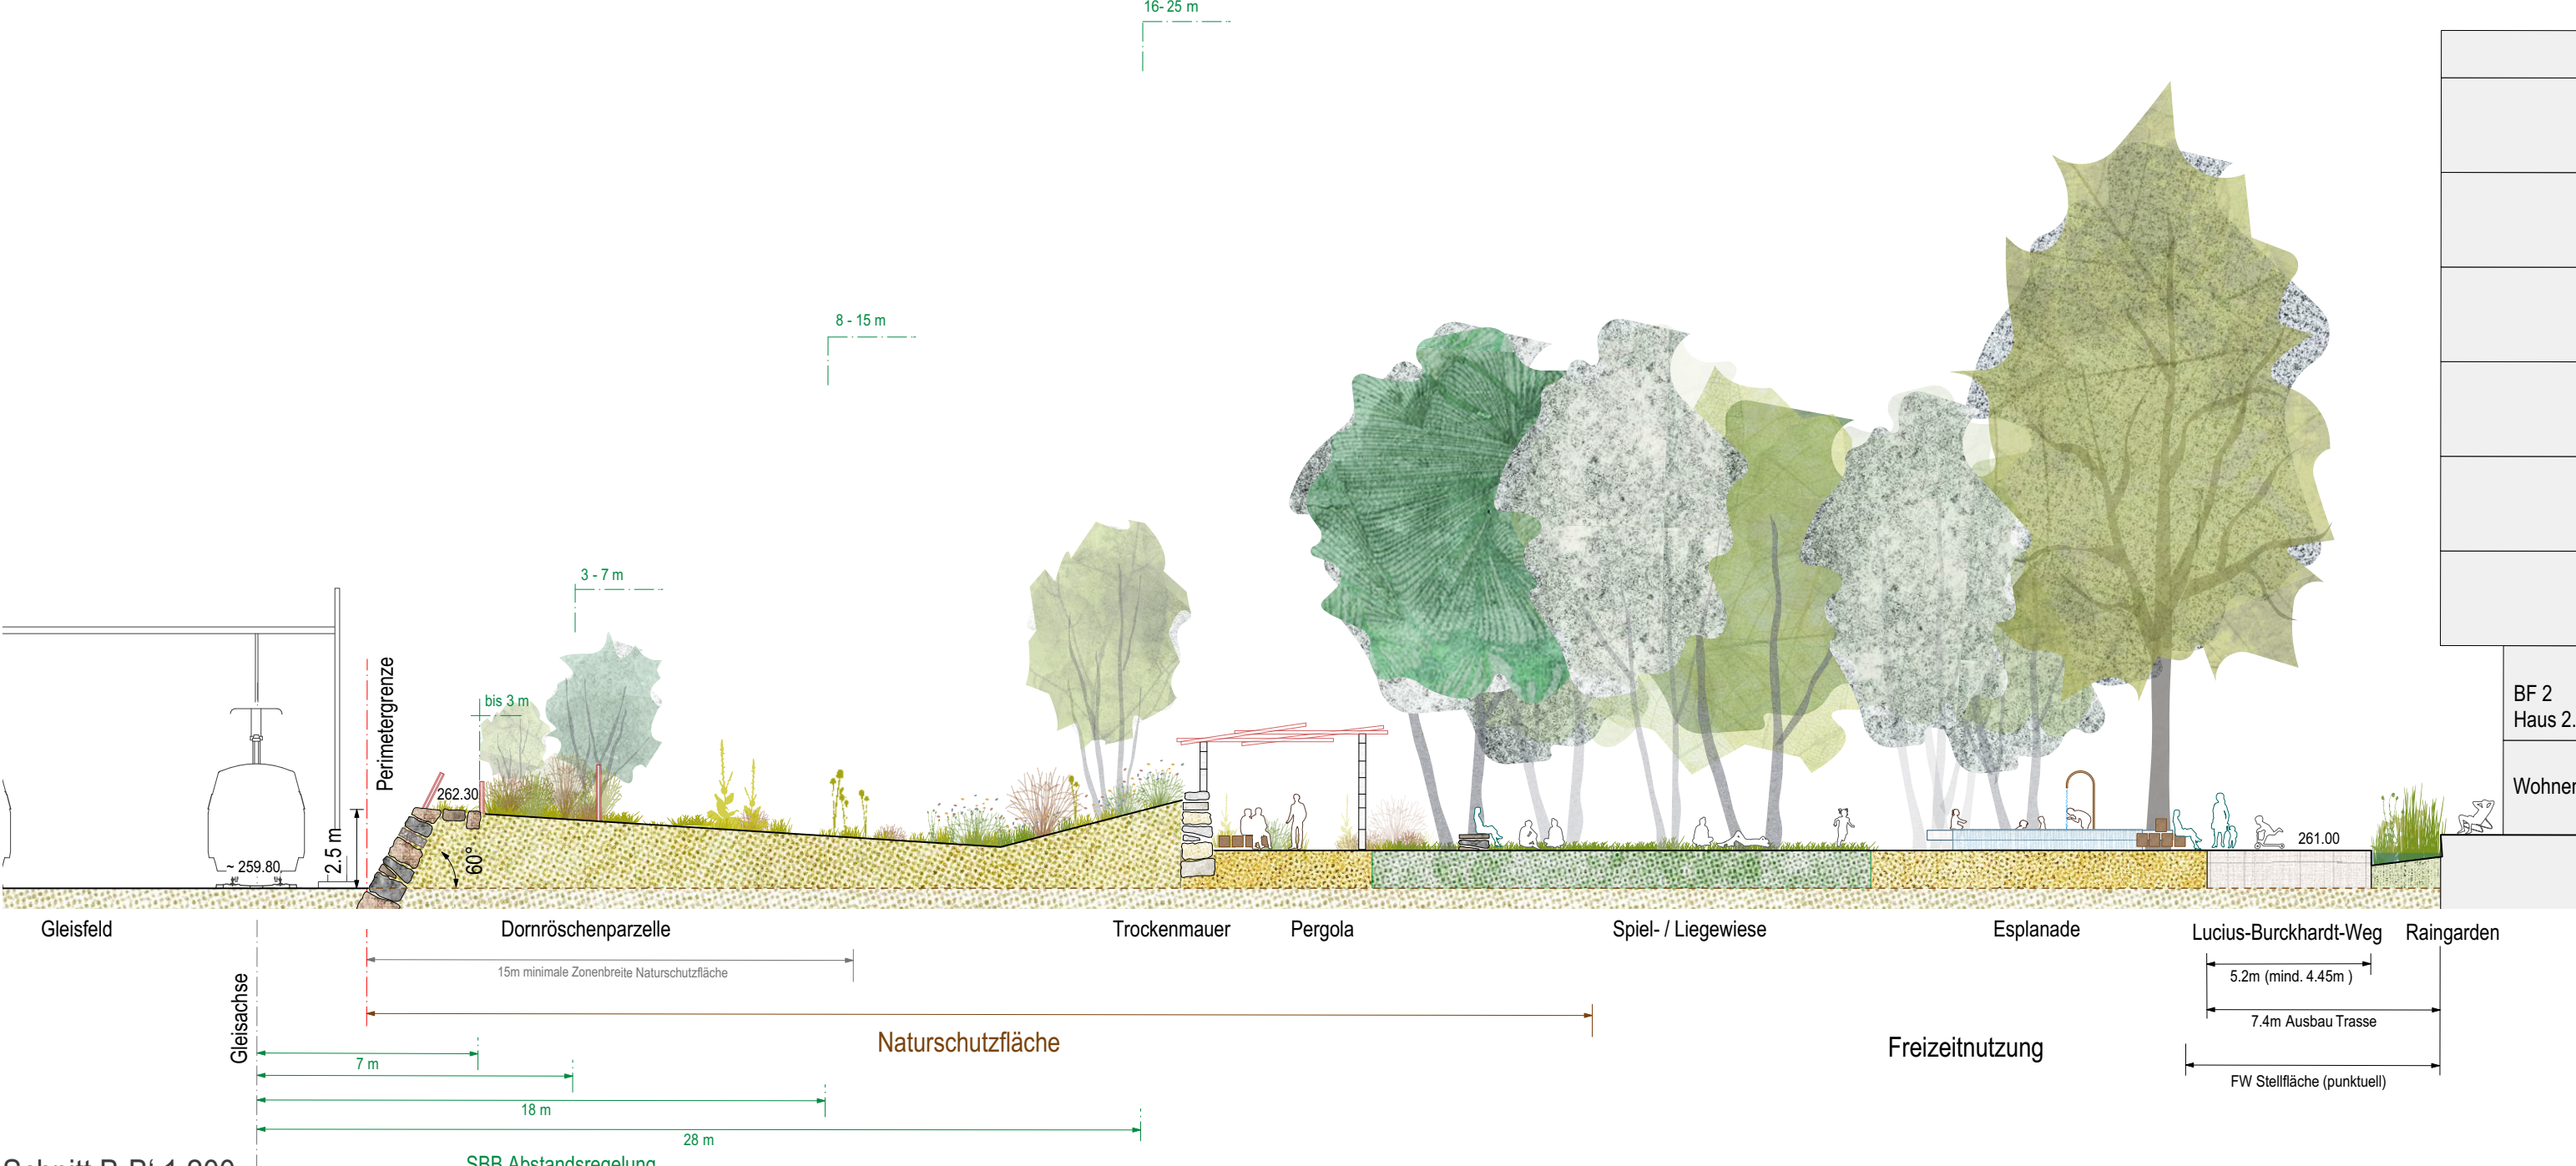 16- 25 m
8 - 15 m
3 - 7 m
bis 3 m
Perimetergrenze
262.30
2.5 m
60°
~ 259.80
261.00
BF 2
Haus 2.
Wohnen
Gleisfeld
Dornröschenparzelle
Trockenmauer
Pergola
Spiel- / Liegewiese
Esplanade
Lucius-Burckhardt-Weg
Raingarden
15m minimale Zonenbreite Naturschutzfläche
5.2m (mind. 4.45m )
Gleisachse
Naturschutzfläche
7.4m Ausbau Trasse
Freizeitnutzung
7 m
FW Stellfläche (punktuell)
18 m
28 m
SBB Abstandsregelung